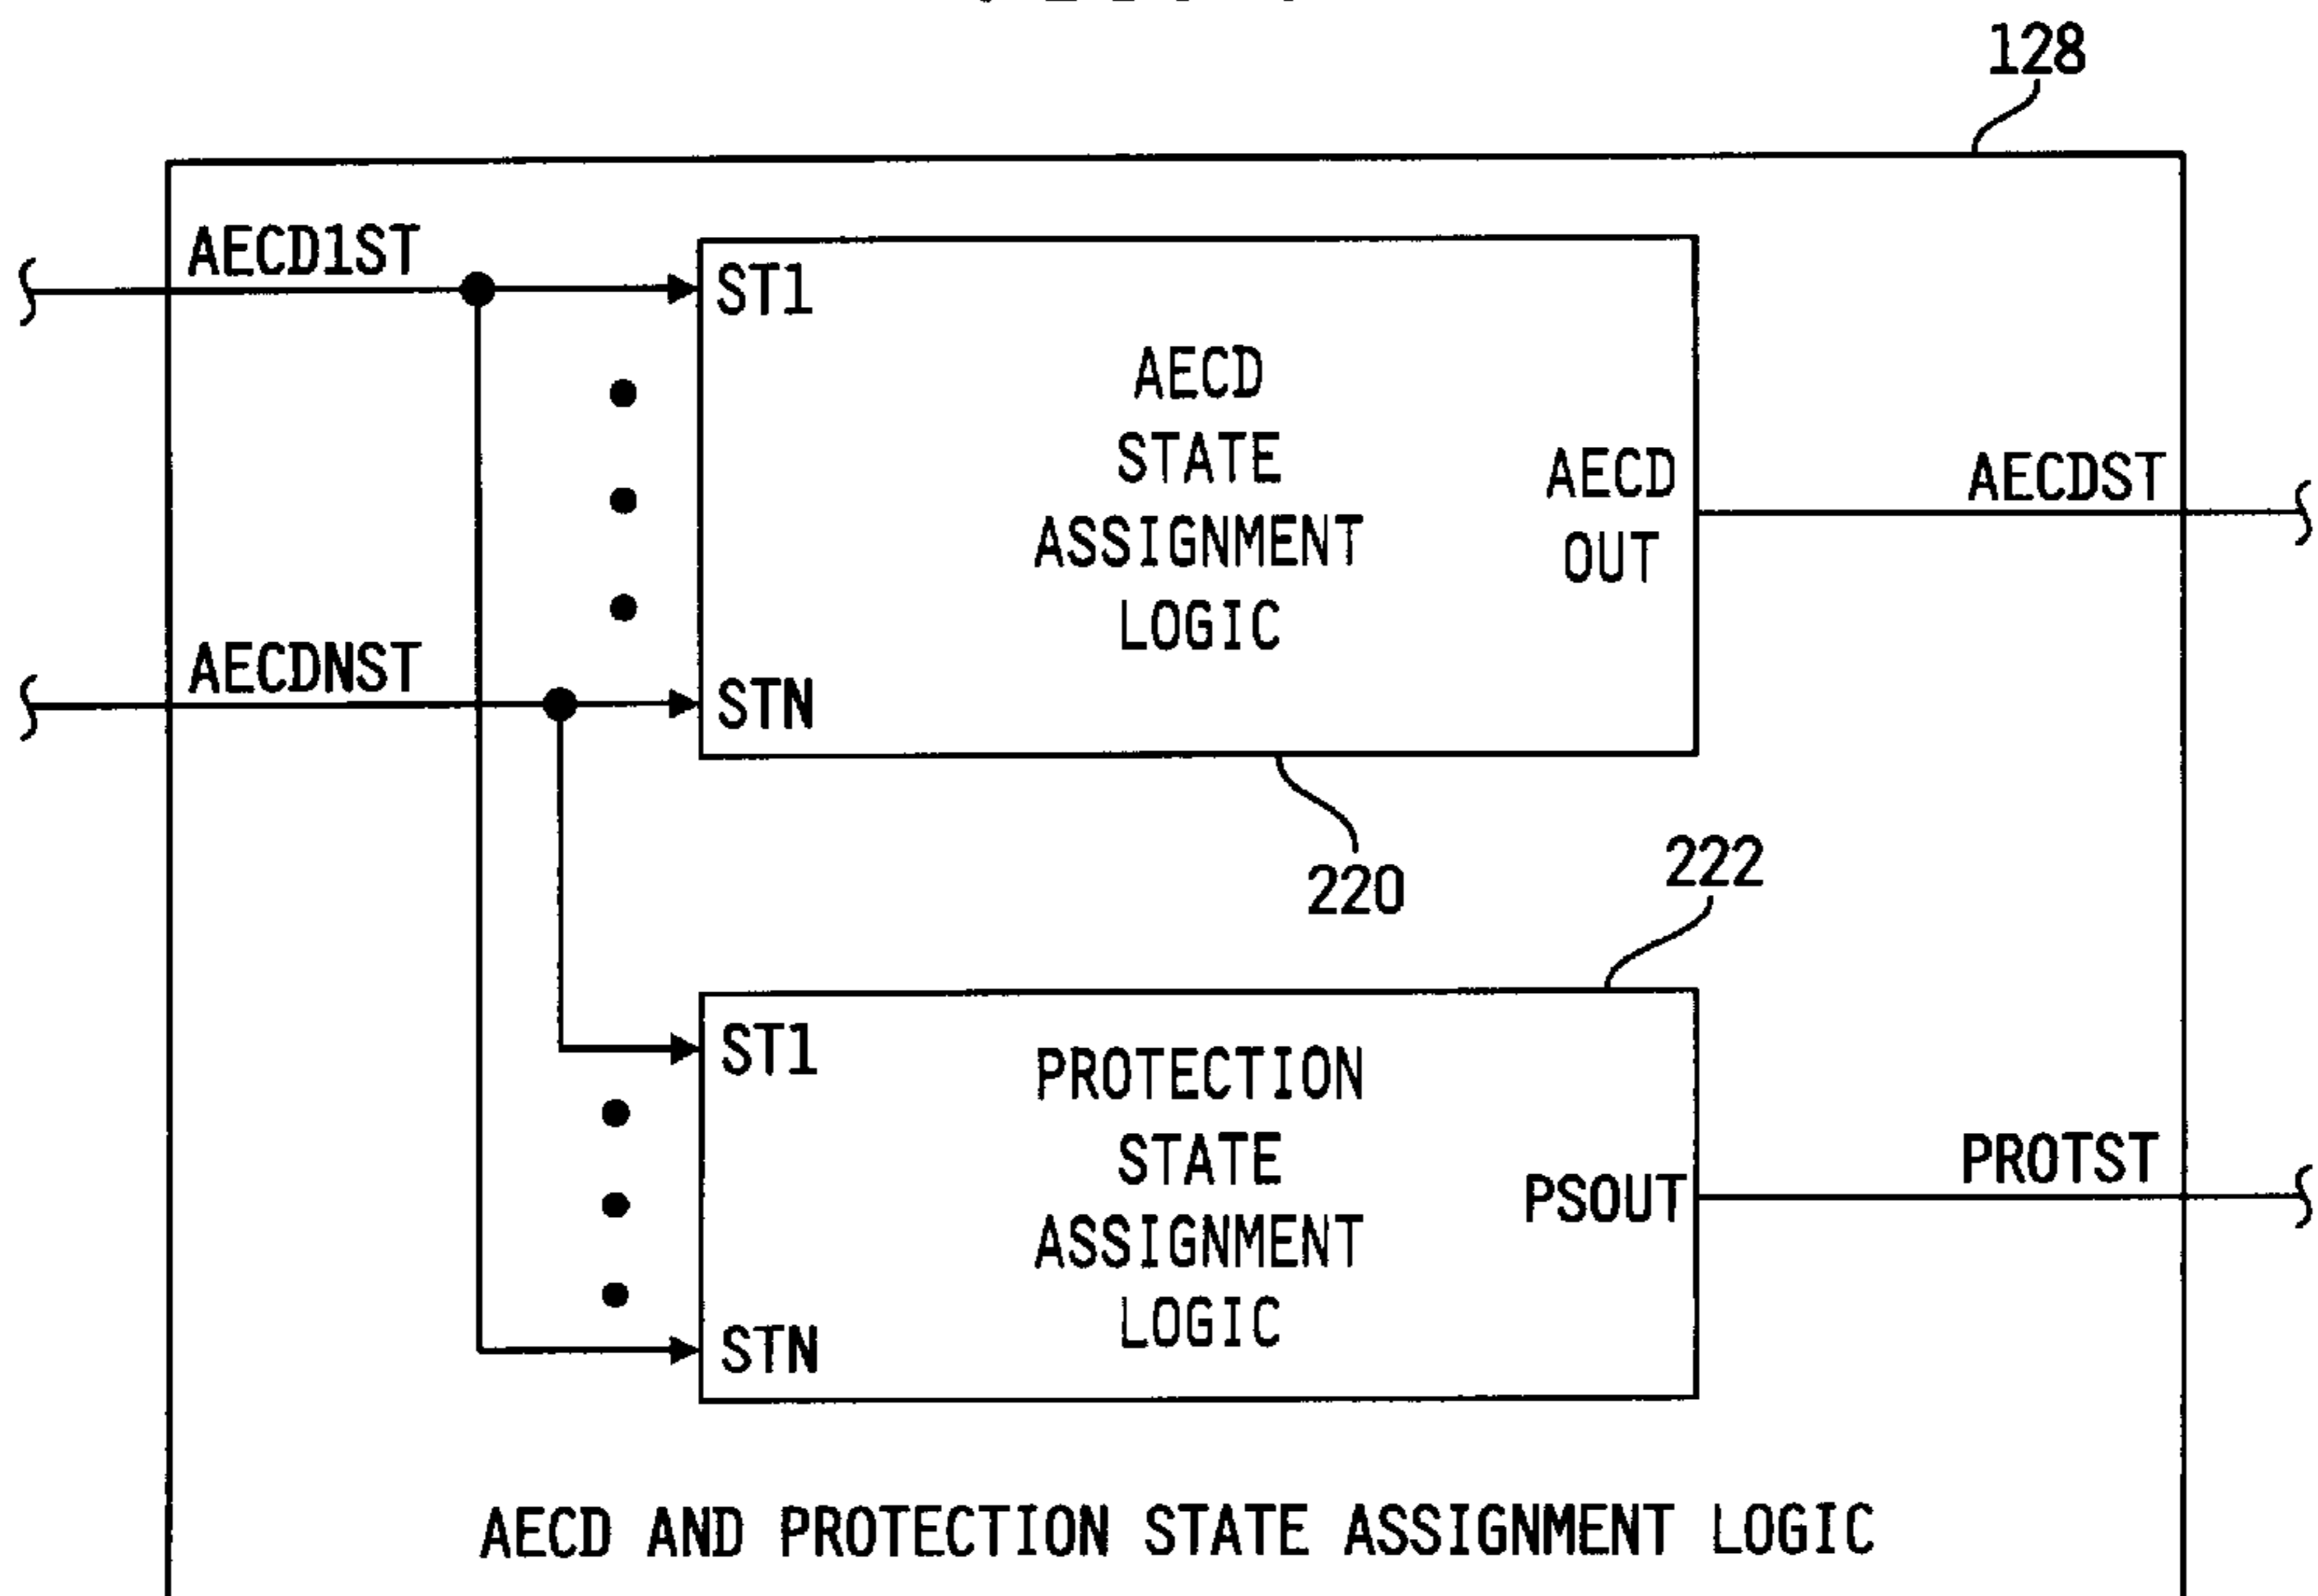 128
AECD1ST
ST1
AECD
STATE
ASSIGNMENT
LOGIC
AECD
OUT
AECDST
AECDNST
STN
220
222
ST1
PROTECTION
STATE
ASSIGNMENT
LOGIC
PSOUT
PROTST
STN
AECD AND PROTECTION STATE ASSIGNMENT LOGIC